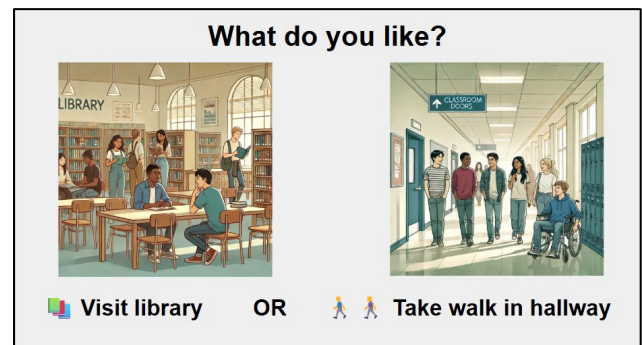 What do you like?
LIBRARY
CLASSROOM
DOORS
Visit library OR Take walk in hallway